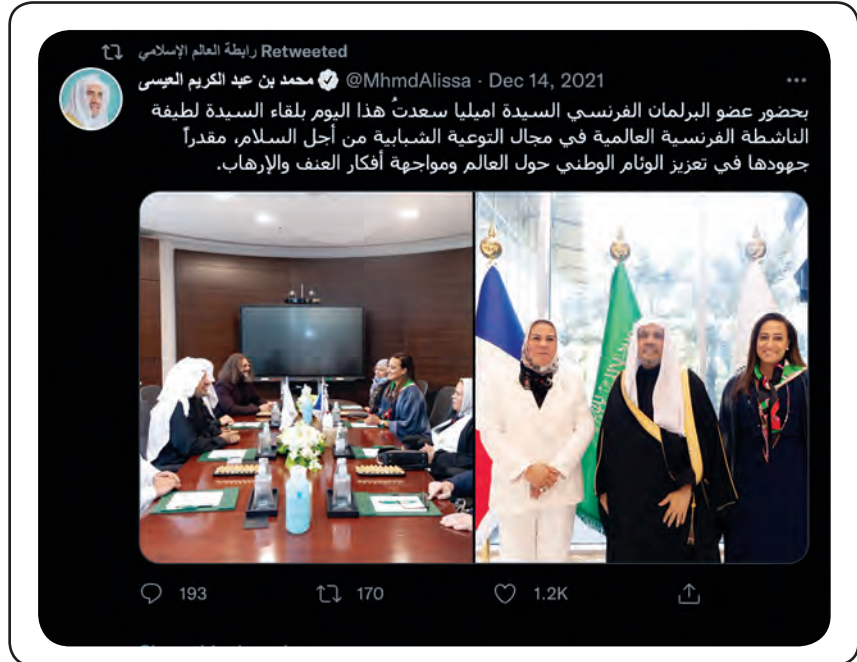 رابطة العالم الإسلامي Retweeted
محمد بن عبد الكريم العيسى @MhmdAlissa · Dec 14, 2021
بحضور عضو البرلمان الفرنسي السيدة اميليا سعدتُ هذا اليوم بلقاء السيدة لطيفة
الناشطة الفرنسية العالمية في مجال التوعية الشبابية من أجل السلام، مقدراً
جهودها في تعزيز الوئام الوطني حول العالم ومواجهة أفكار العنف والإرهاب.
193 170 1.2K